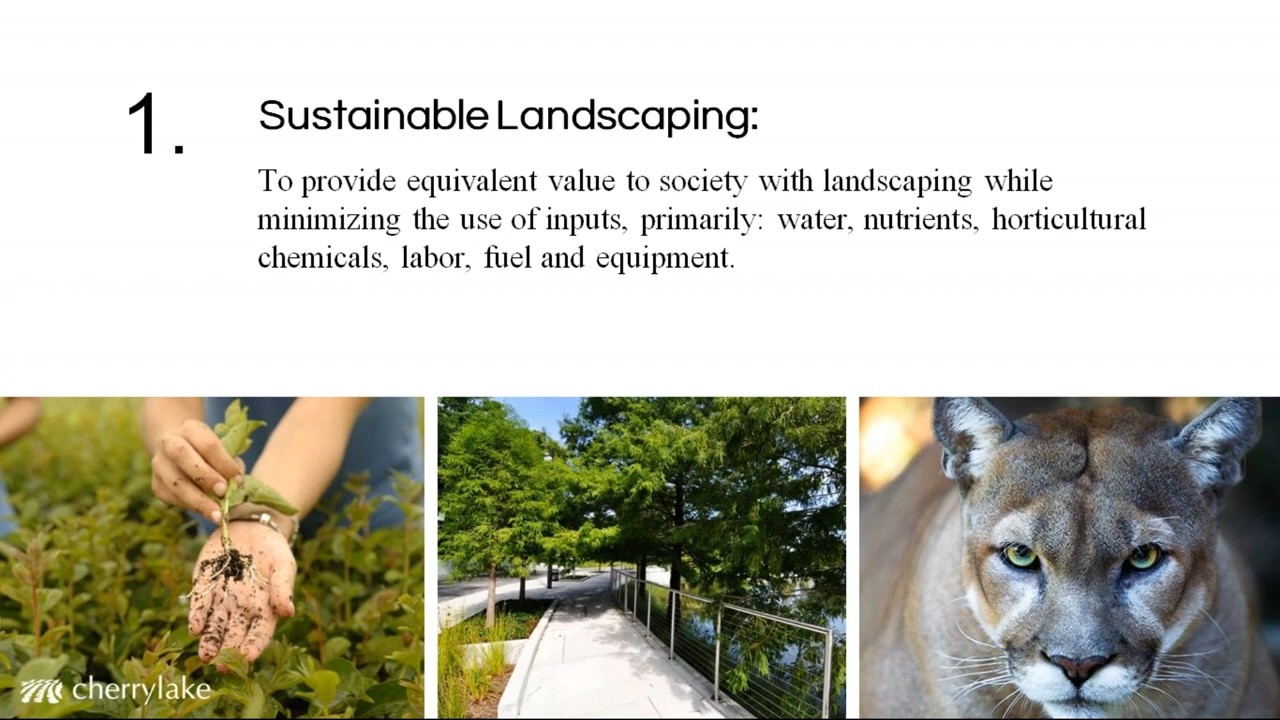 1.
Sustainable Landscaping:
To provide equivalent value to society with landscaping while
minimizing the use of inputs, primarily: water, nutrients, horticultural
chemicals, labor, fuel and equipment.
cherrylake